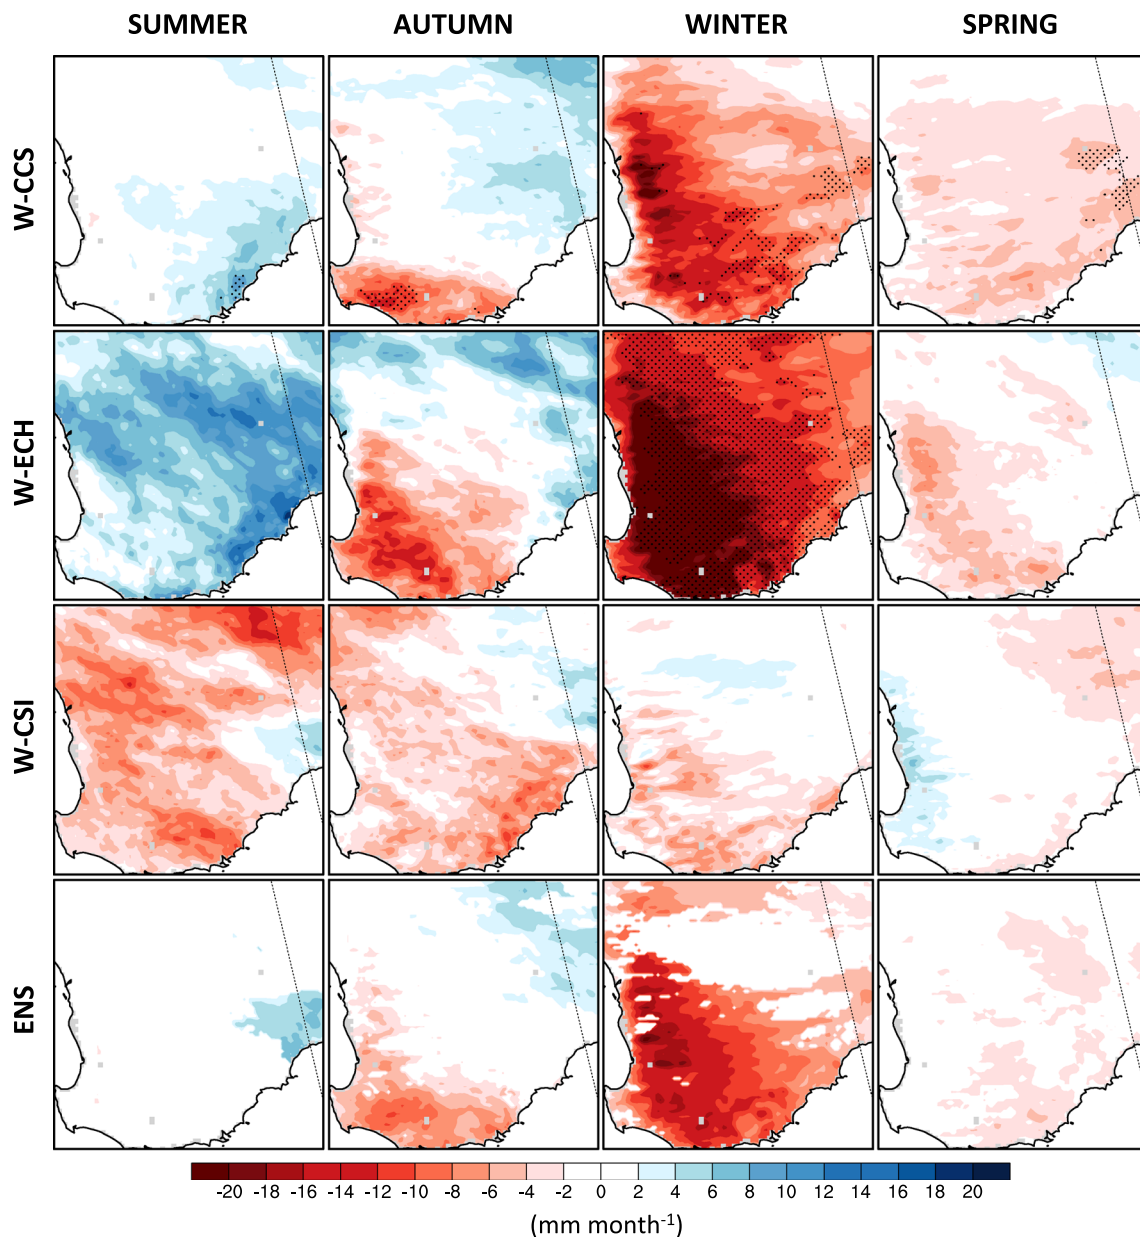 SUMMER AUTUMN WINTER SPRING
W-CCS
W-ECH
W-CSI
ENS
-20 -18 -16 -14 -12 -10 -8 -6 -4 -2 0 2 4 6 8 10 12 14 16 18 20
(mm month-1)